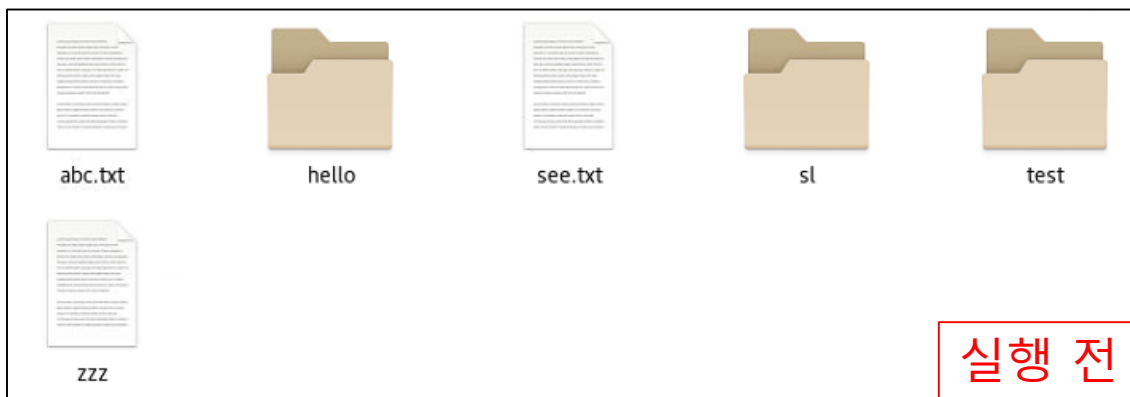 abc.txt
hello
see.txt
sl
test
zzz
실행 전